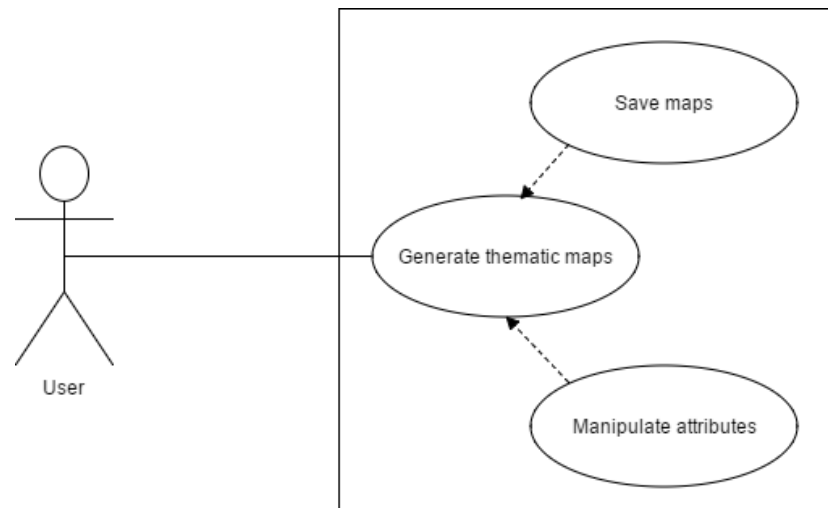 Save maps
Generate thematic maps
User
Manipulate attributes